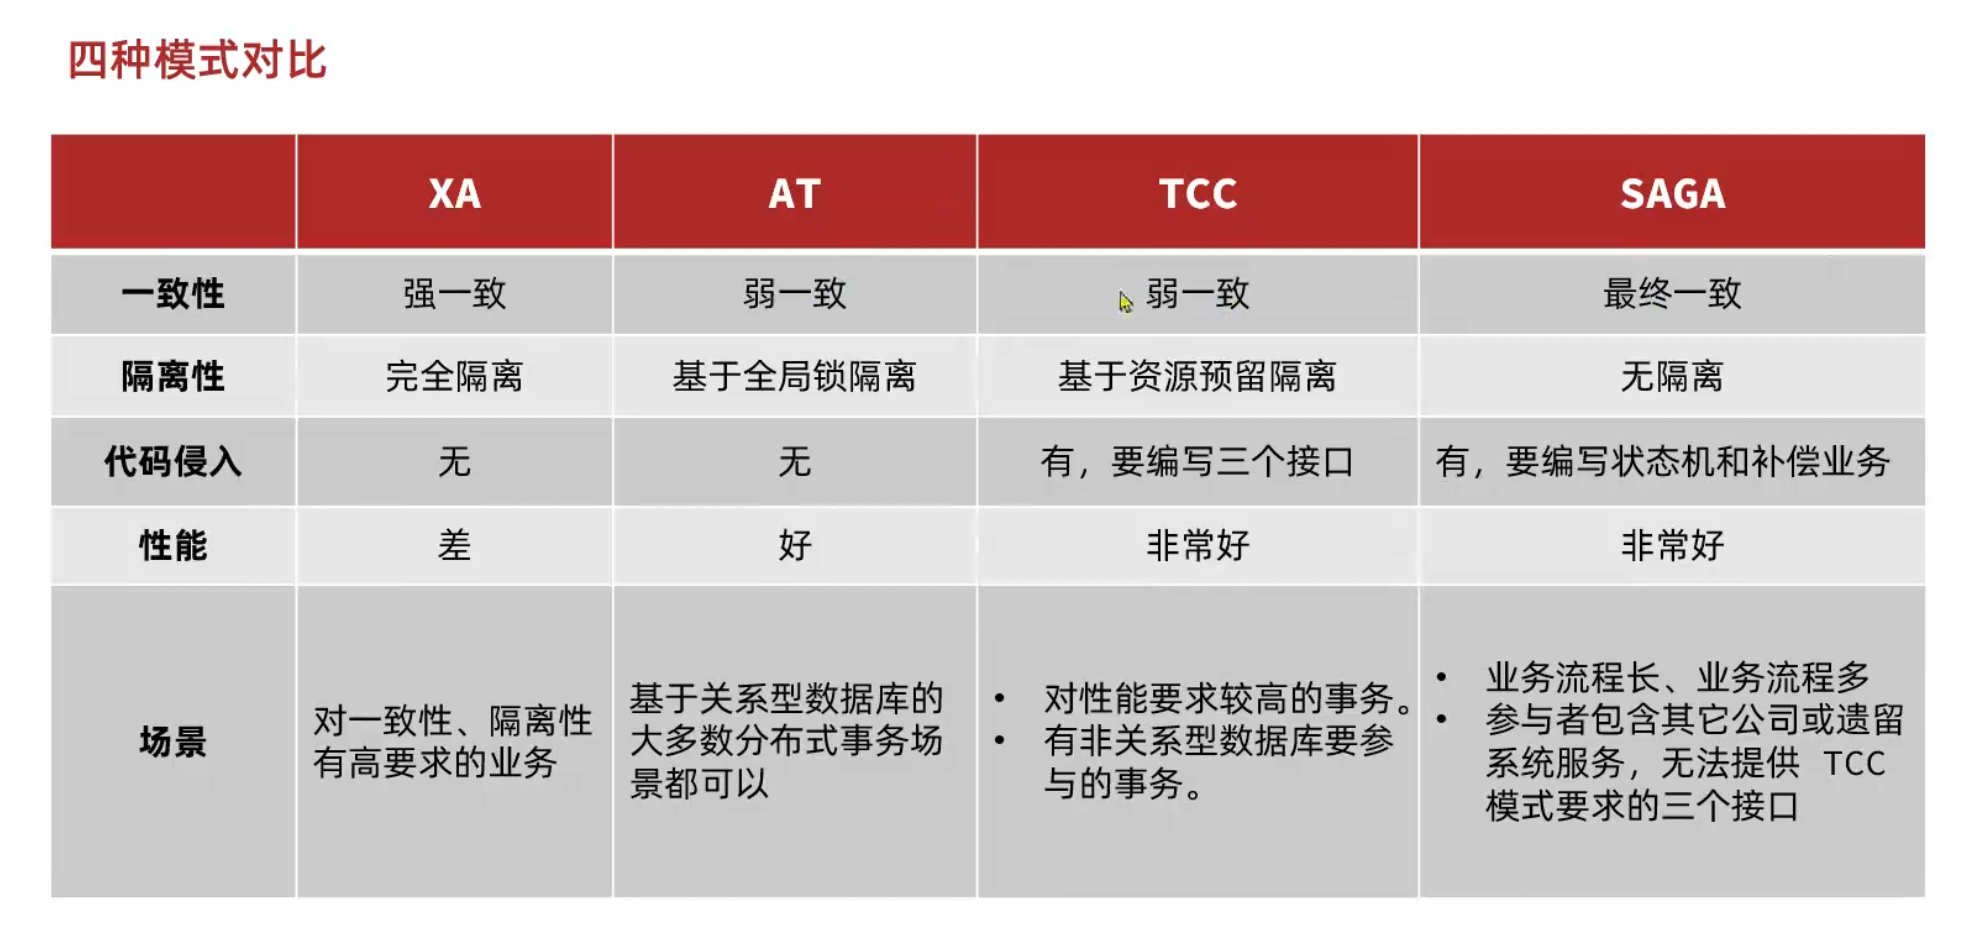 四种模式对比
XA
AT
TCC
SAGA
一致性
强一致
弱一致
弱一致
最终一致
隔离性
完全隔离
基于全局锁隔离
基于资源预留隔离
无隔离
代码侵入
无
无
有，要编写三个接口
有，要编写状态机和补偿业务
性能
差
好
非常好
非常好
场景
对一致性、隔离性
有高要求的业务
基于关系型数据库的
大多数分布式事务场
景都可以
• 对性能要求较高的事务。
• 有非关系型数据库要参
与的事务。
• 业务流程长、业务流程多
• 参与者包含其它公司或遗留
系统服务，无法提供 TCC
模式要求的三个接口